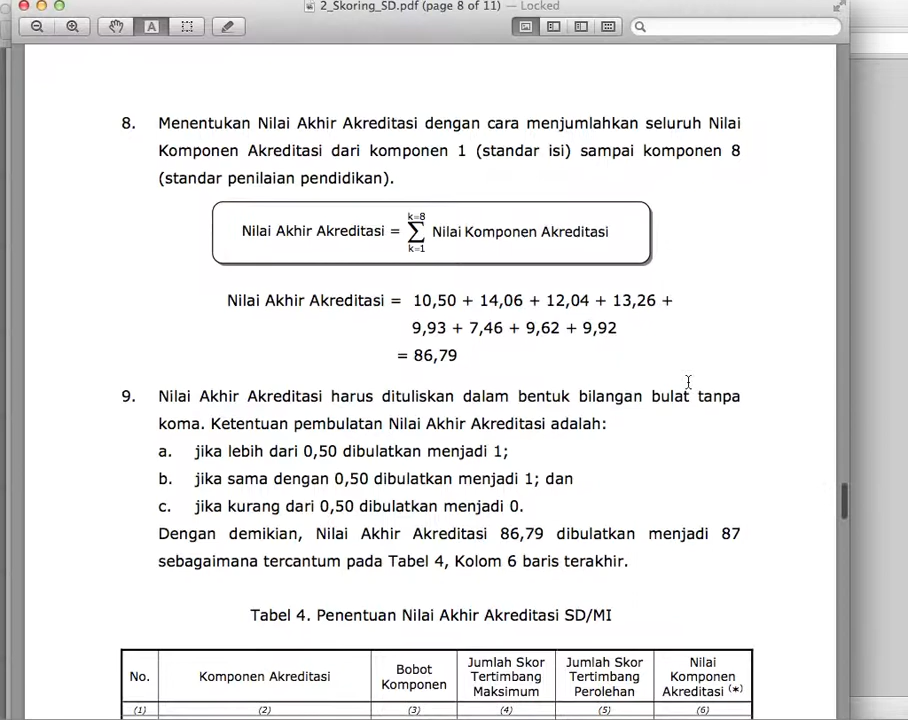 2_Skoring_SD.pdf (page 8 of 11) — Locked
A
8. Menentukan Nilai Akhir Akreditasi dengan cara menjumlahkan seluruh Nilai
Komponen Akreditasi dari komponen 1 (standar isi) sampai komponen 8
(standar penilaian pendidikan).
k=8
Nilai Akhir Akreditasi = ∑ Nilai Komponen Akreditasi
k=1
Nilai Akhir Akreditasi = 10,50 + 14,06 + 12,04 + 13,26 +
9,93 + 7,46 + 9,62 + 9,92
= 86,79
9. Nilai Akhir Akreditasi harus dituliskan dalam bentuk bilangan bulat tanpa
koma. Ketentuan pembulatan Nilai Akhir Akreditasi adalah:
a. jika lebih dari 0,50 dibulatkan menjadi 1;
b. jika sama dengan 0,50 dibulatkan menjadi 1; dan
c. jika kurang dari 0,50 dibulatkan menjadi 0.
Dengan demikian, Nilai Akhir Akreditasi 86,79 dibulatkan menjadi 87
sebagaimana tercantum pada Tabel 4, Kolom 6 baris terakhir.
Tabel 4. Penentuan Nilai Akhir Akreditasi SD/MI
No. Komponen Akreditasi Bobot Komponen Jumlah Skor Tertimbang Maksimum Jumlah Skor Tertimbang Perolehan Nilai Komponen Akreditasi (*)
(1) (2) (3) (4) (5) (6)